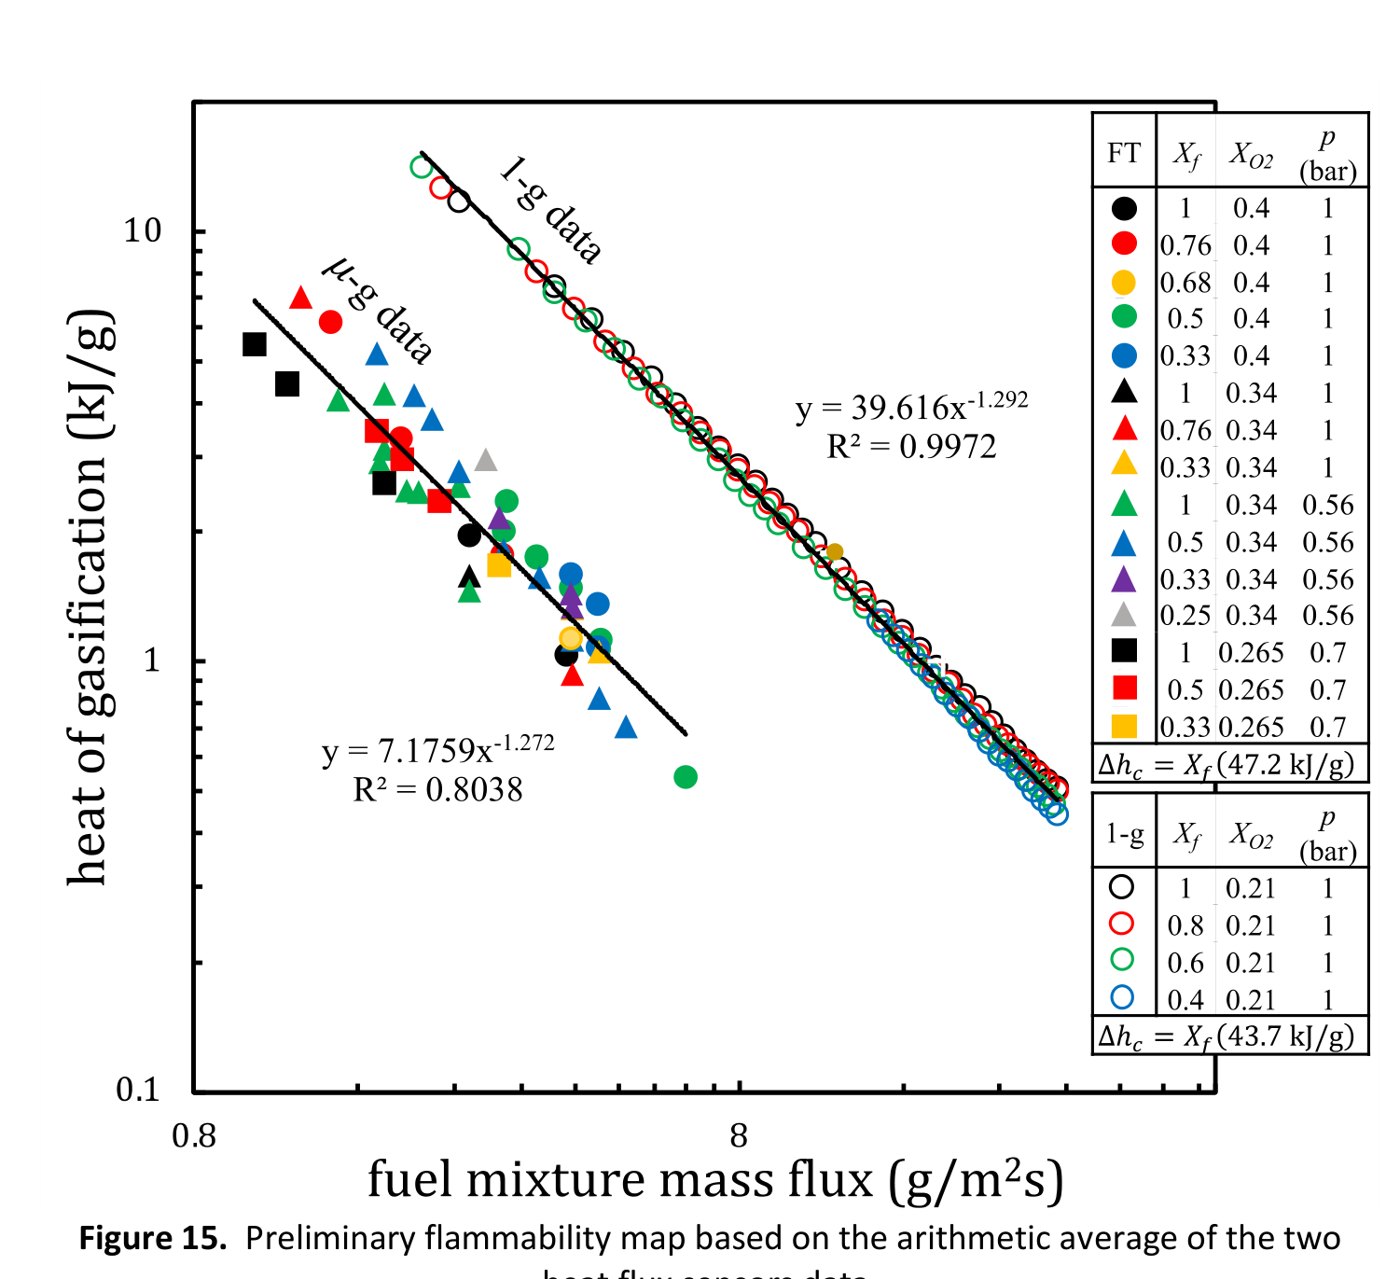 10
1
0.1
0.8
8
heat of gasification (kJ/g)
fuel mixture mass flux (g/m²s)
1-g data
μ-g data
y = 39.616x^-1.292
R² = 0.9972
y = 7.1759x^-1.272
R² = 0.8038
FT X_f X_O2 p (bar)
1 0.4 1
0.76 0.4 1
0.68 0.4 1
0.5 0.4 1
0.33 0.4 1
1 0.34 1
0.76 0.34 1
0.33 0.34 1
1 0.34 0.56
0.5 0.34 0.56
0.33 0.34 0.56
0.25 0.34 0.56
1 0.265 0.7
0.5 0.265 0.7
0.33 0.265 0.7
Δh_c = X_f (47.2 kJ/g)
1-g X_f X_O2 p (bar)
1 0.21 1
0.8 0.21 1
0.6 0.21 1
0.4 0.21 1
Δh_c = X_f (43.7 kJ/g)
Figure 15. Preliminary flammability map based on the arithmetic average of the two
heat flux sensors data